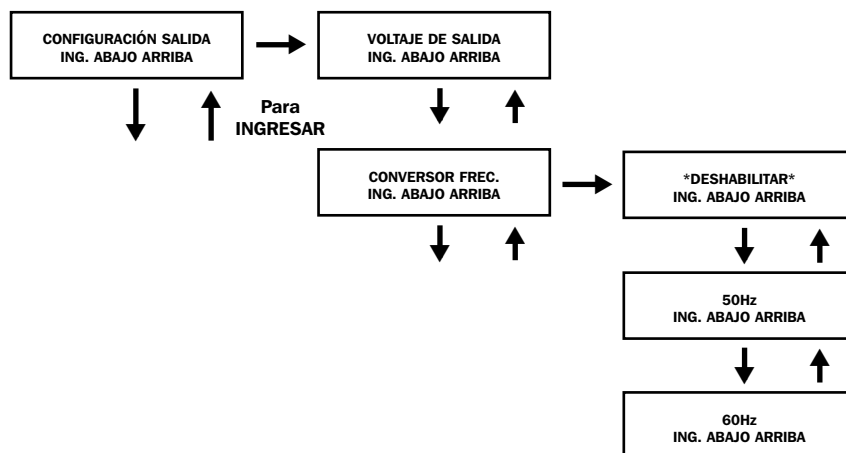 CONFIGURACIÓN SALIDA
ING. ABAJO ARRIBA
VOLTAJE DE SALIDA
ING. ABAJO ARRIBA
Para
INGRESAR
CONVERSOR FREC.
ING. ABAJO ARRIBA
*DESHABILITAR*
ING. ABAJO ARRIBA
50Hz
ING. ABAJO ARRIBA
60Hz
ING. ABAJO ARRIBA